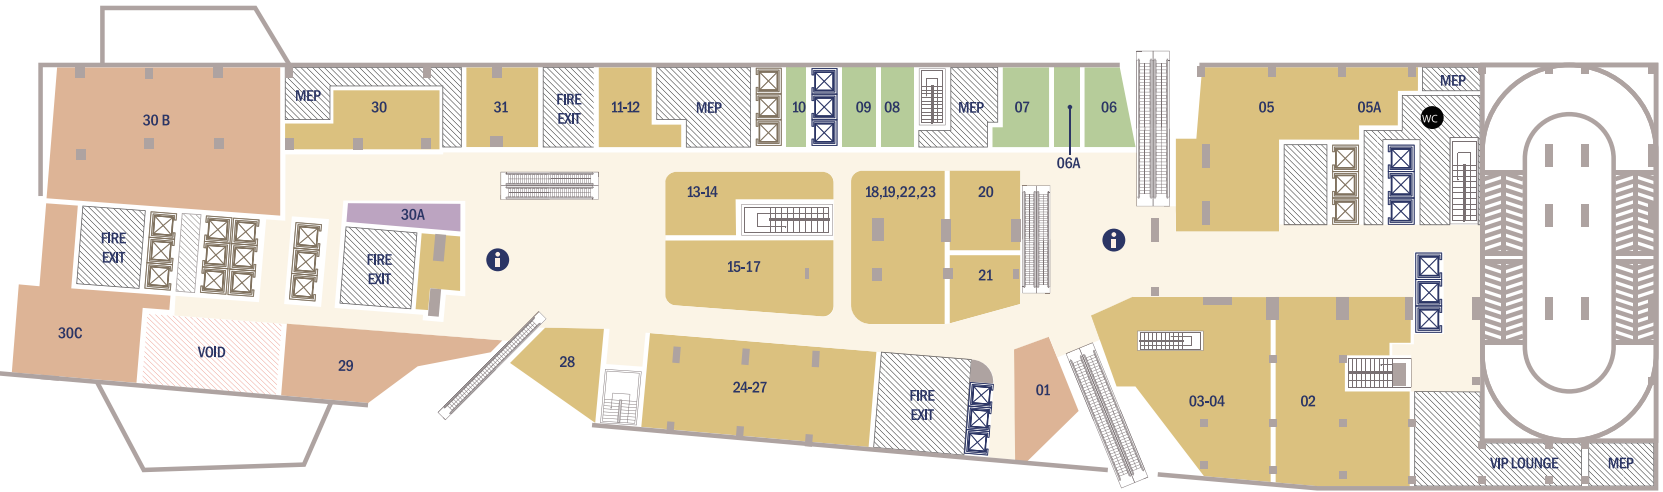 MEP
30 B
MEP
30
31
FIRE
EXIT
11-12
MEP
10
09
08
MEP
07
06
05
05A
WC
06A
13-14
18,19,22,23
20
30A
FIRE
EXIT
FIRE
EXIT
i
i
15-17
21
30C
VOID
29
28
24-27
FIRE
EXIT
01
03-04
02
VIP LOUNGE
MEP